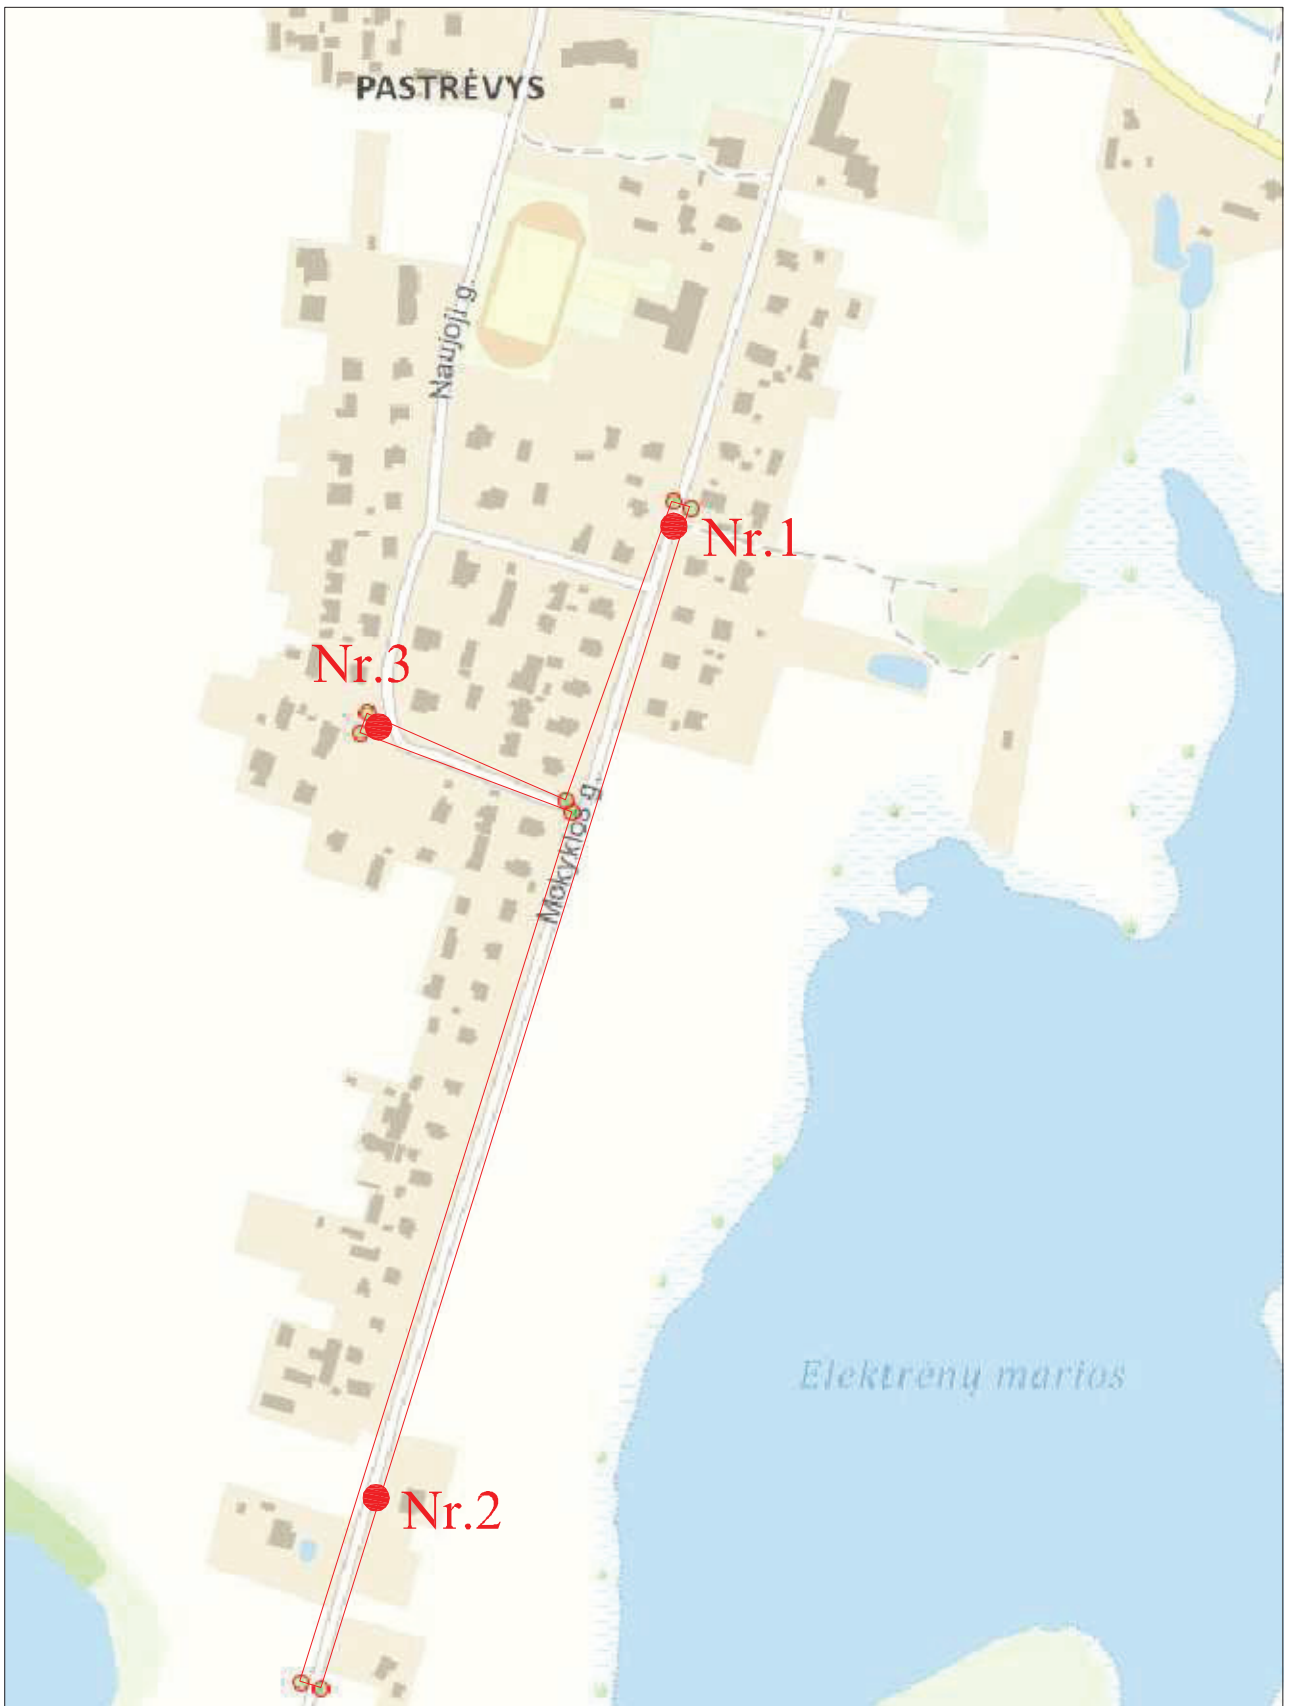 PASTRĖVYS
Naujoji g.
Nr.1
Nr.3
Mokyklos g.
Elektrėnų marios
Nr.2